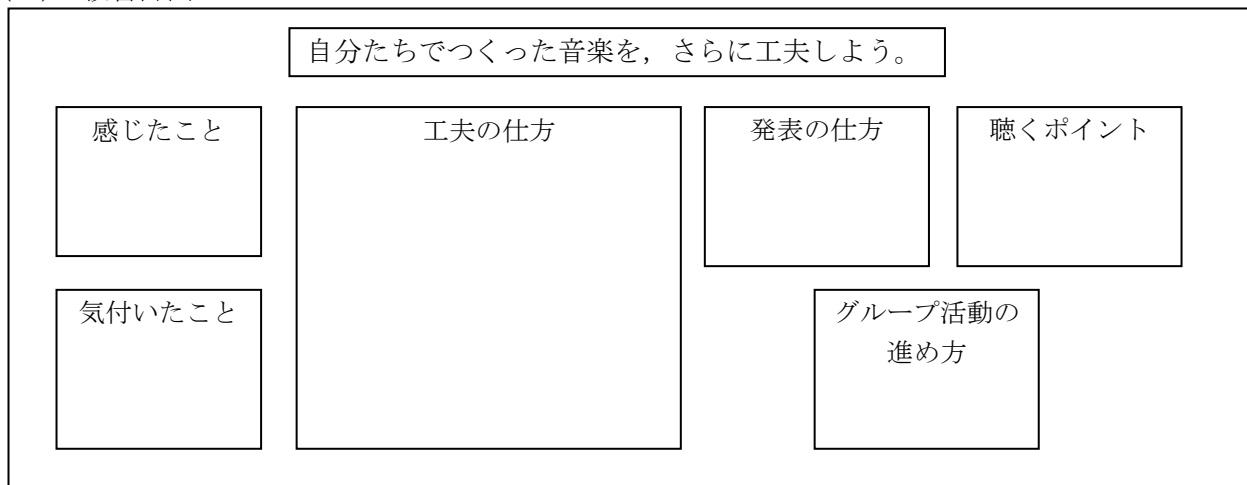 自分たちでつくった音楽を，さらに工夫しよう。
感じたこと
工夫の仕方
発表の仕方
聴くポイント
気付いたこと
グループ活動の
進め方